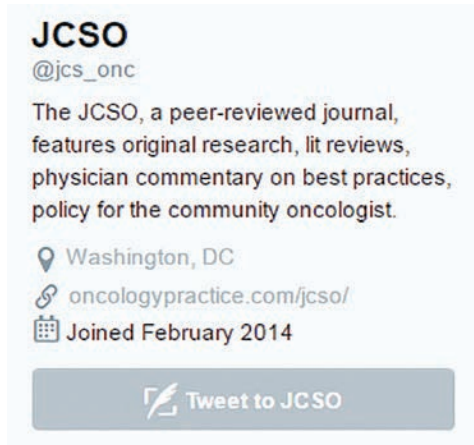 JCSO
@jcs_onc
The JCSO, a peer-reviewed journal,
features original research, lit reviews,
physician commentary on best practices,
policy for the community oncologist.
Washington, DC
oncologypractice.com/jcso/
Joined February 2014
Tweet to JCSO